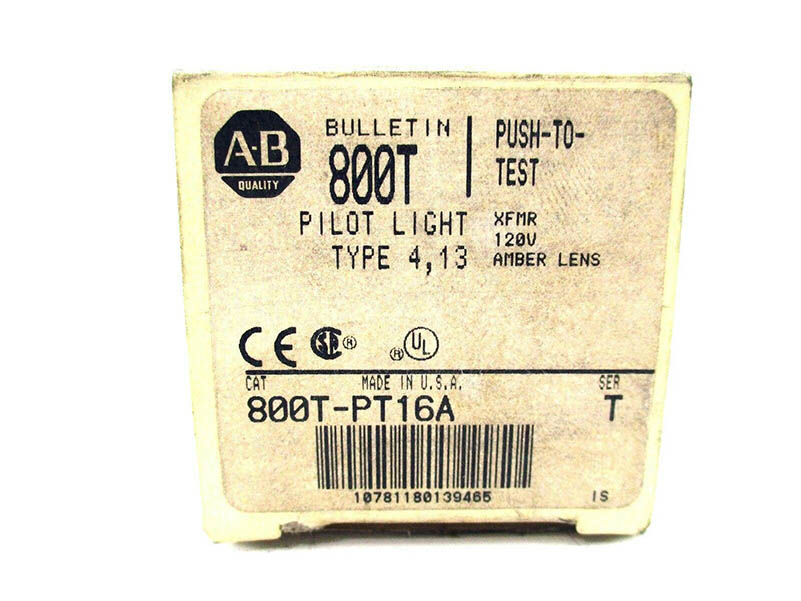 A-B
QUALITY
BULLETIN
800T
PUSH-TO-
TEST
PILOT LIGHT
TYPE 4,13
XFMR
120V
AMBER LENS
CE SA ® ® UL
CAT MADE IN U.S.A. SER
800T-PT16A T
10781180139465
IS